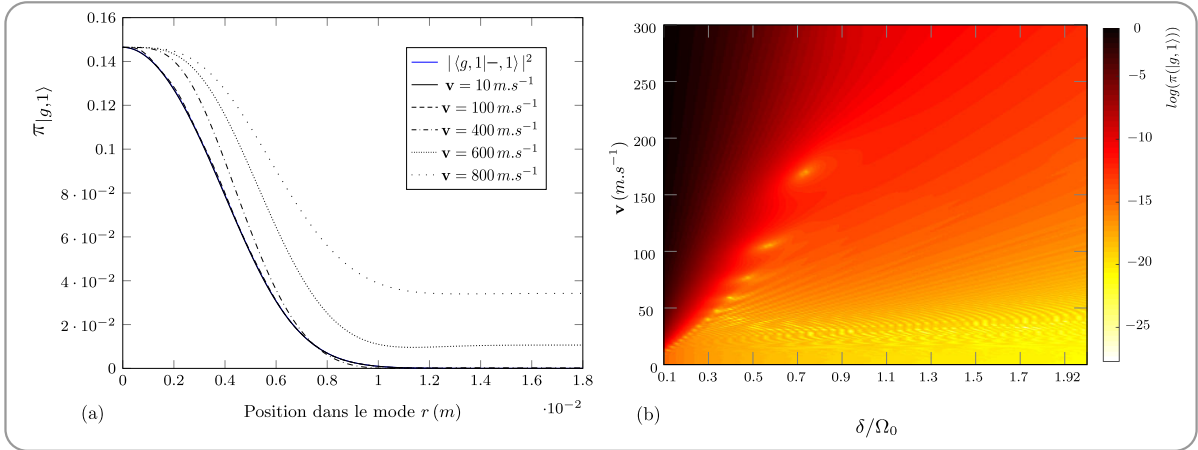 0.16
0.14
0.12
0.1
8 · 10⁻²
6 · 10⁻²
4 · 10⁻²
2 · 10⁻²
0
π|g,1⟩
0 0.2 0.4 0.6 0.8 1 1.2 1.4 1.6 1.8
·10⁻²
(a) Position dans le mode r (m)
|⟨g, 1|−, 1⟩|²
v = 10 m.s⁻¹
v = 100 m.s⁻¹
v = 400 m.s⁻¹
v = 600 m.s⁻¹
v = 800 m.s⁻¹
300
250
200
150
100
50
0
v (m.s⁻¹)
0.1 0.3 0.5 0.7 0.9 1.1 1.3 1.5 1.7 1.92
(b) δ/Ω₀
0
−5
−10
−15
−20
−25
log(π(|g, 1⟩))